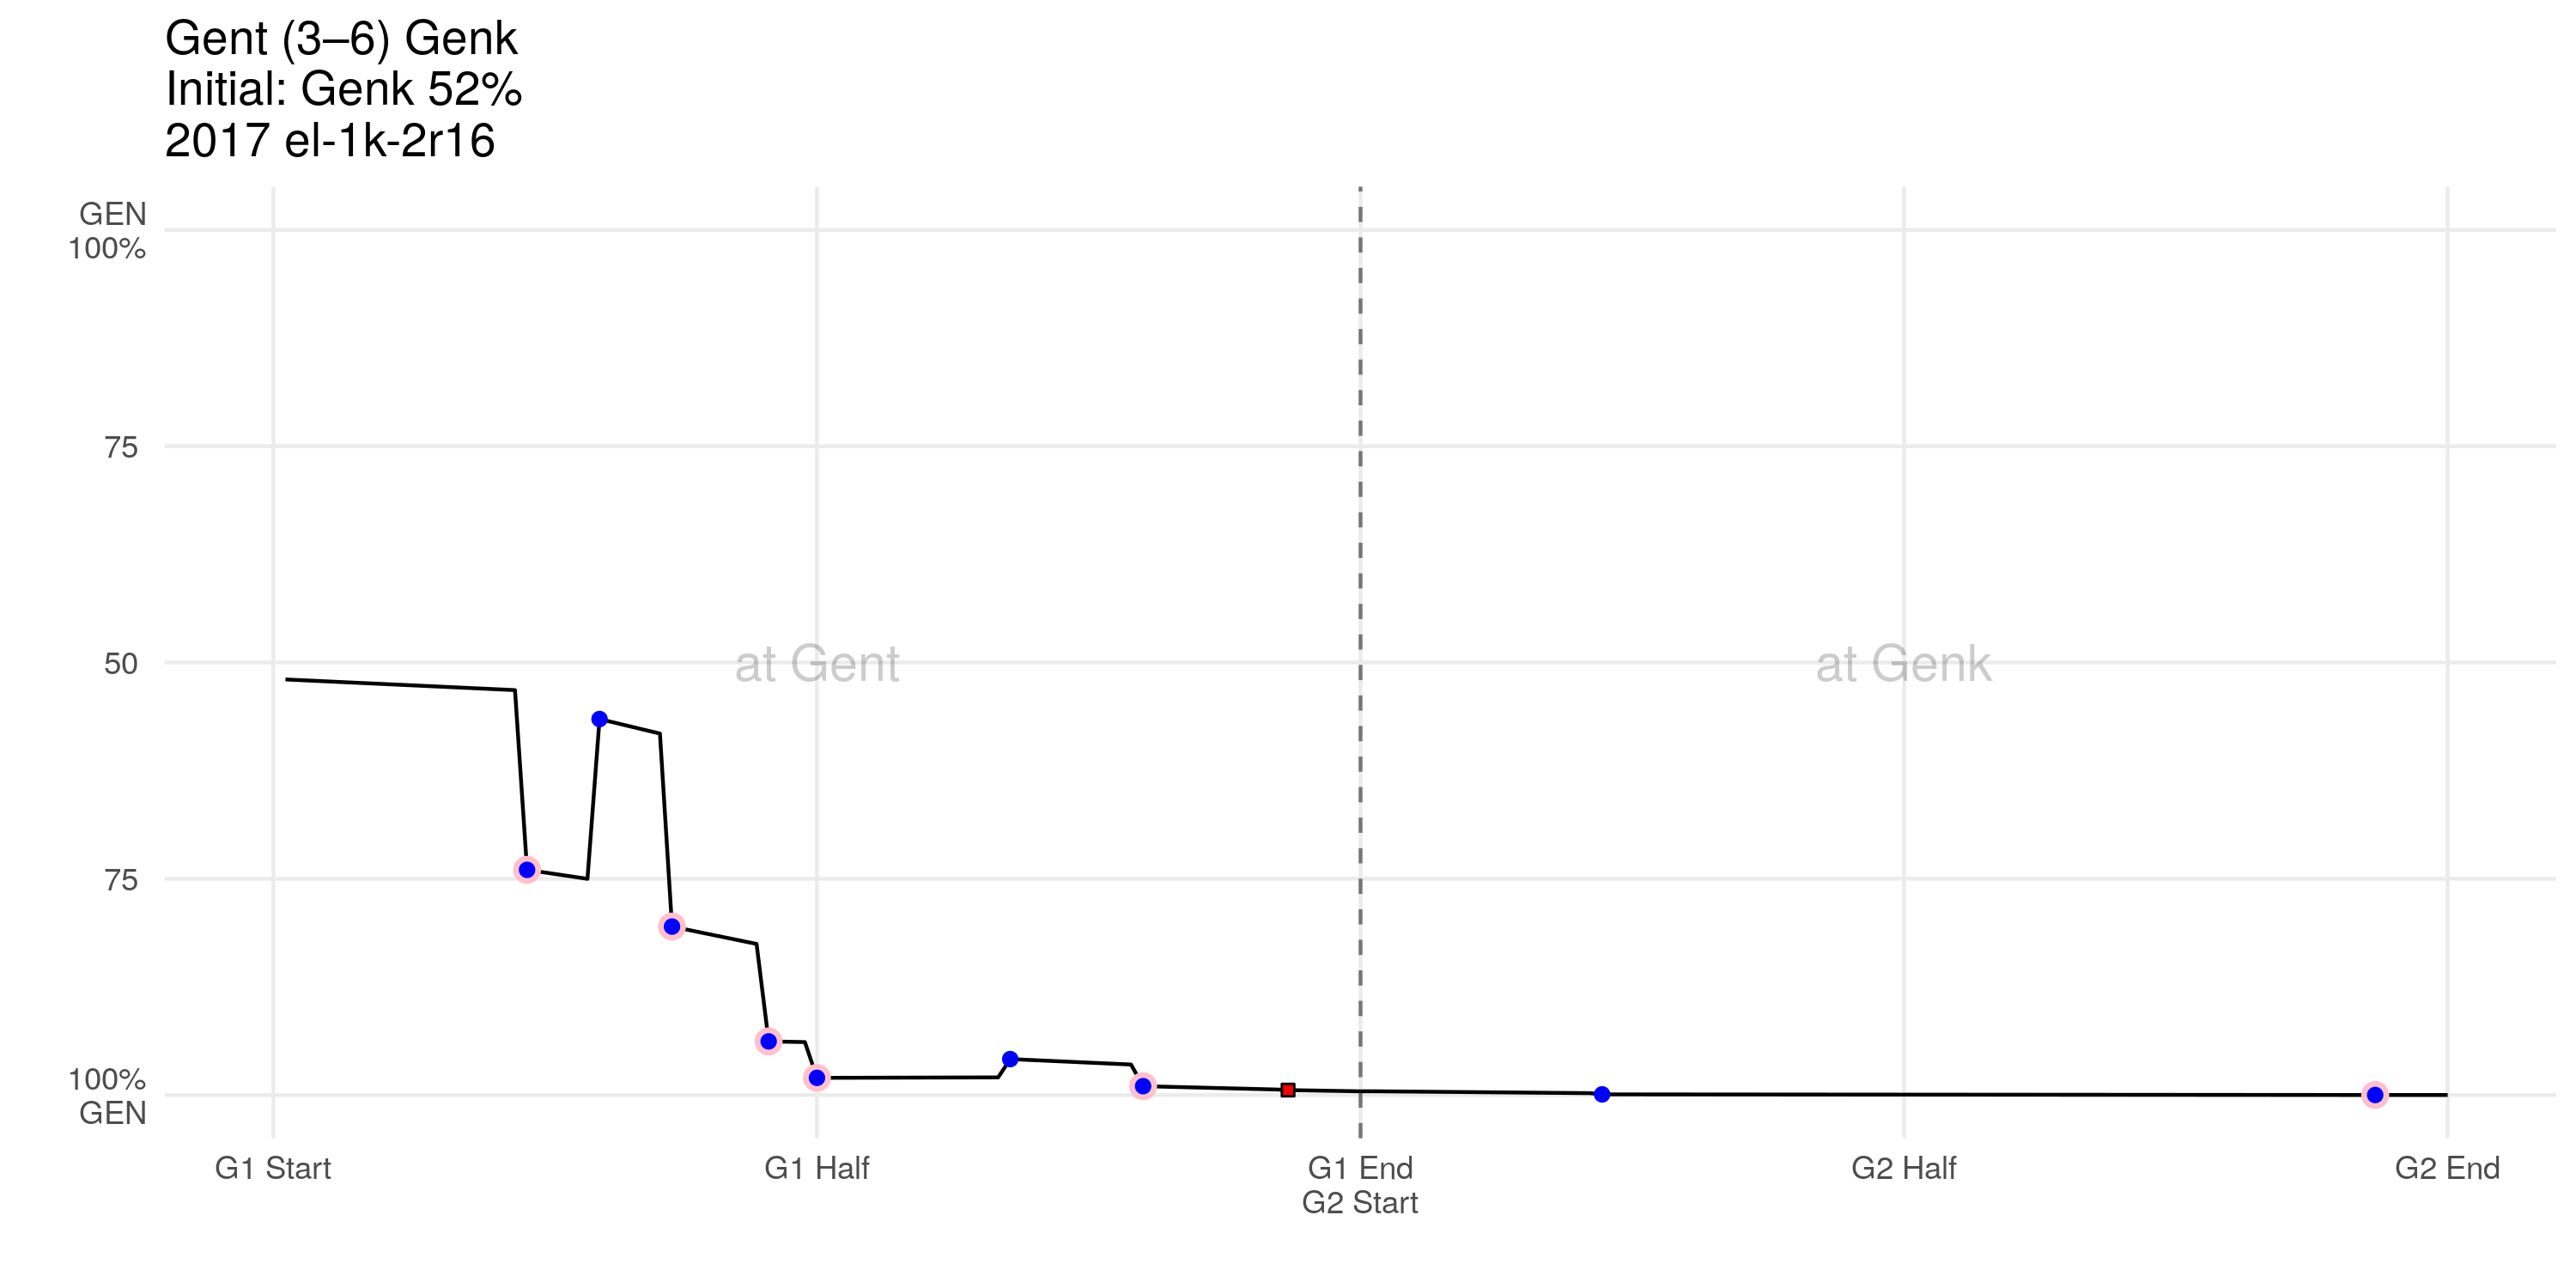 Gent (3–6) Genk
Initial: Genk 52%
2017 el-1k-2r16
GEN
100%
75
50
75
100%
GEN
at Gent
at Genk
G1 Start
G1 Half
G1 End
G2 Start
G2 Half
G2 End